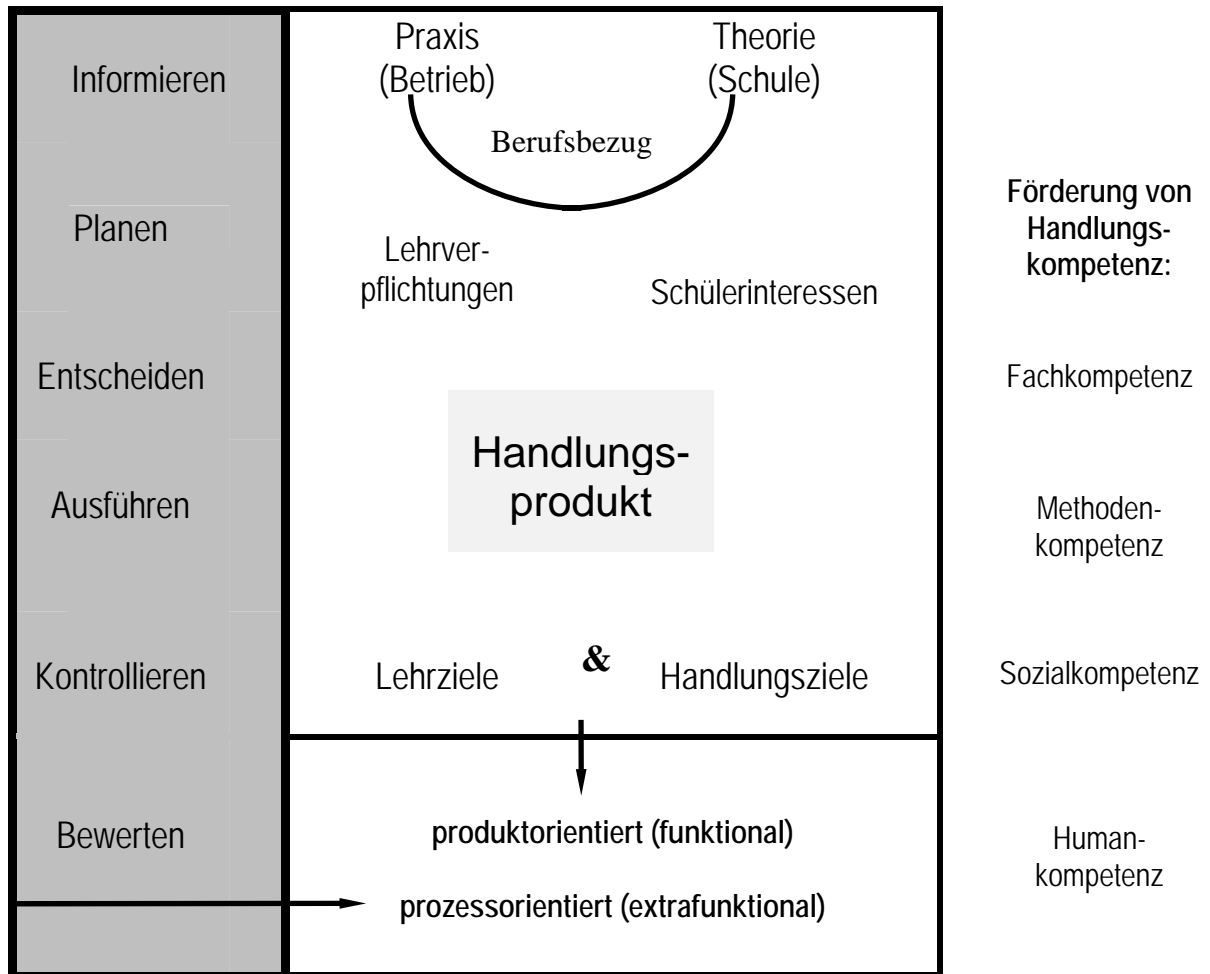 Informieren
Planen
Entscheiden
Ausführen
Kontrollieren
Bewerten
Praxis
(Betrieb)
Theorie
(Schule)
Berufsbezug
Lehrver-
pflichtungen
Schülerinteressen
Handlungs-
produkt
Lehrziele & Handlungsziele
produktorientiert (funktional)
prozessorientiert (extrafunktional)
Förderung von
Handlungs-
kompetenz:
Fachkompetenz
Methoden-
kompetenz
Sozialkompetenz
Human-
kompetenz